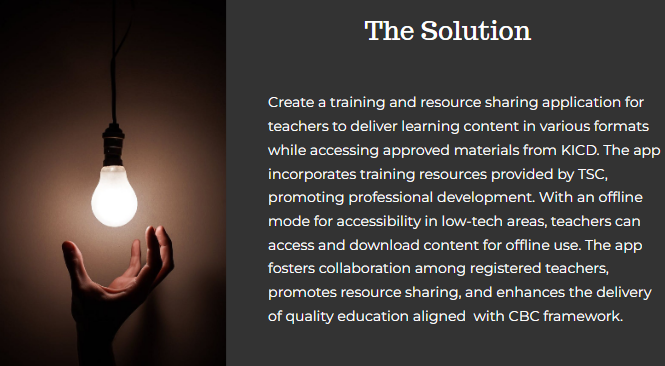 The Solution
Create a training and resource sharing application for
teachers to deliver learning content in various formats
while accessing approved materials from KICD. The app
incorporates training resources provided by TSC,
promoting professional development. With an offline
mode for accessibility in low-tech areas, teachers can
access and download content for offline use. The app
fosters collaboration among registered teachers,
promotes resource sharing, and enhances the delivery
of quality education aligned  with CBC framework.